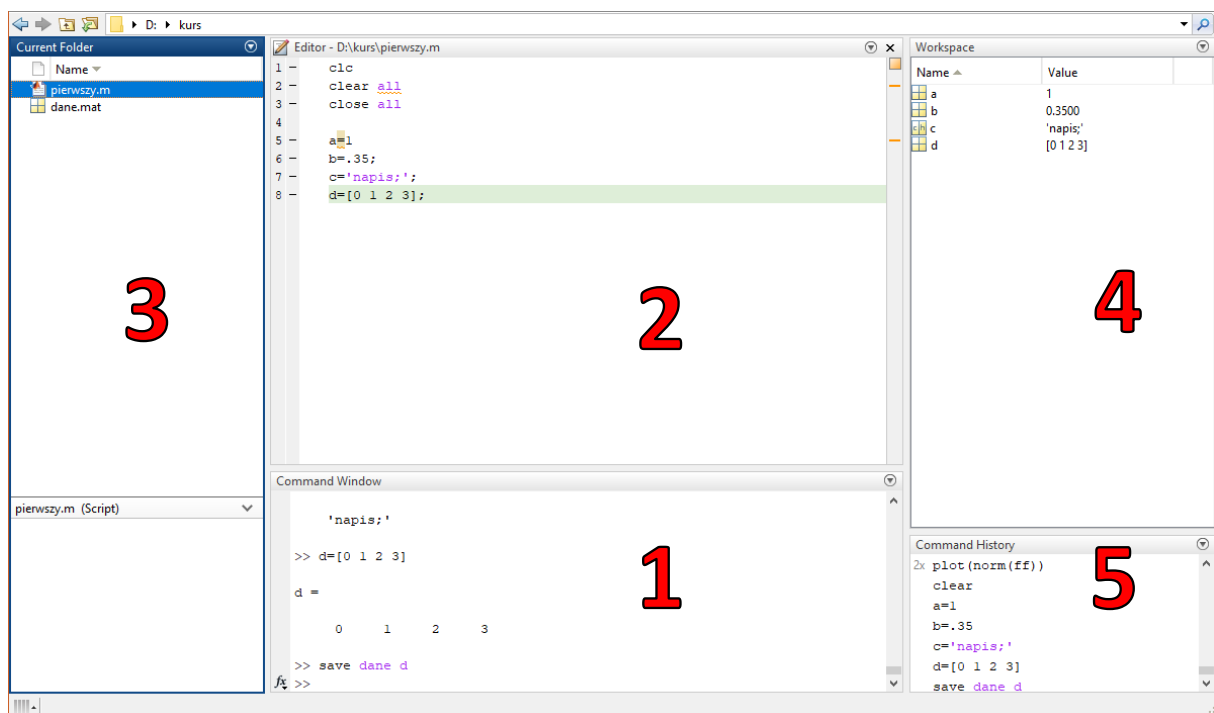 D: ▸ kurs
Current Folder
Name
pierwszy.m
dane.mat
3
pierwszy.m (Script)
Editor - D:\kurs\pierwszy.m
1 – clc
2 – clear all
3 – close all
4
5 – a=1
6 – b=.35;
7 – c='napis;';
8 – d=[0 1 2 3];
2
Command Window
'napis;'
>> d=[0 1 2 3]
d =
0 1 2 3
>> save dane d
fx >>
1
Workspace
Name Value
a 1
b 0.3500
ch c 'napis;'
d [0 1 2 3]
4
Command History
2x plot(norm(ff))
clear
a=1
b=.35
c='napis;'
d=[0 1 2 3]
save dane d
5